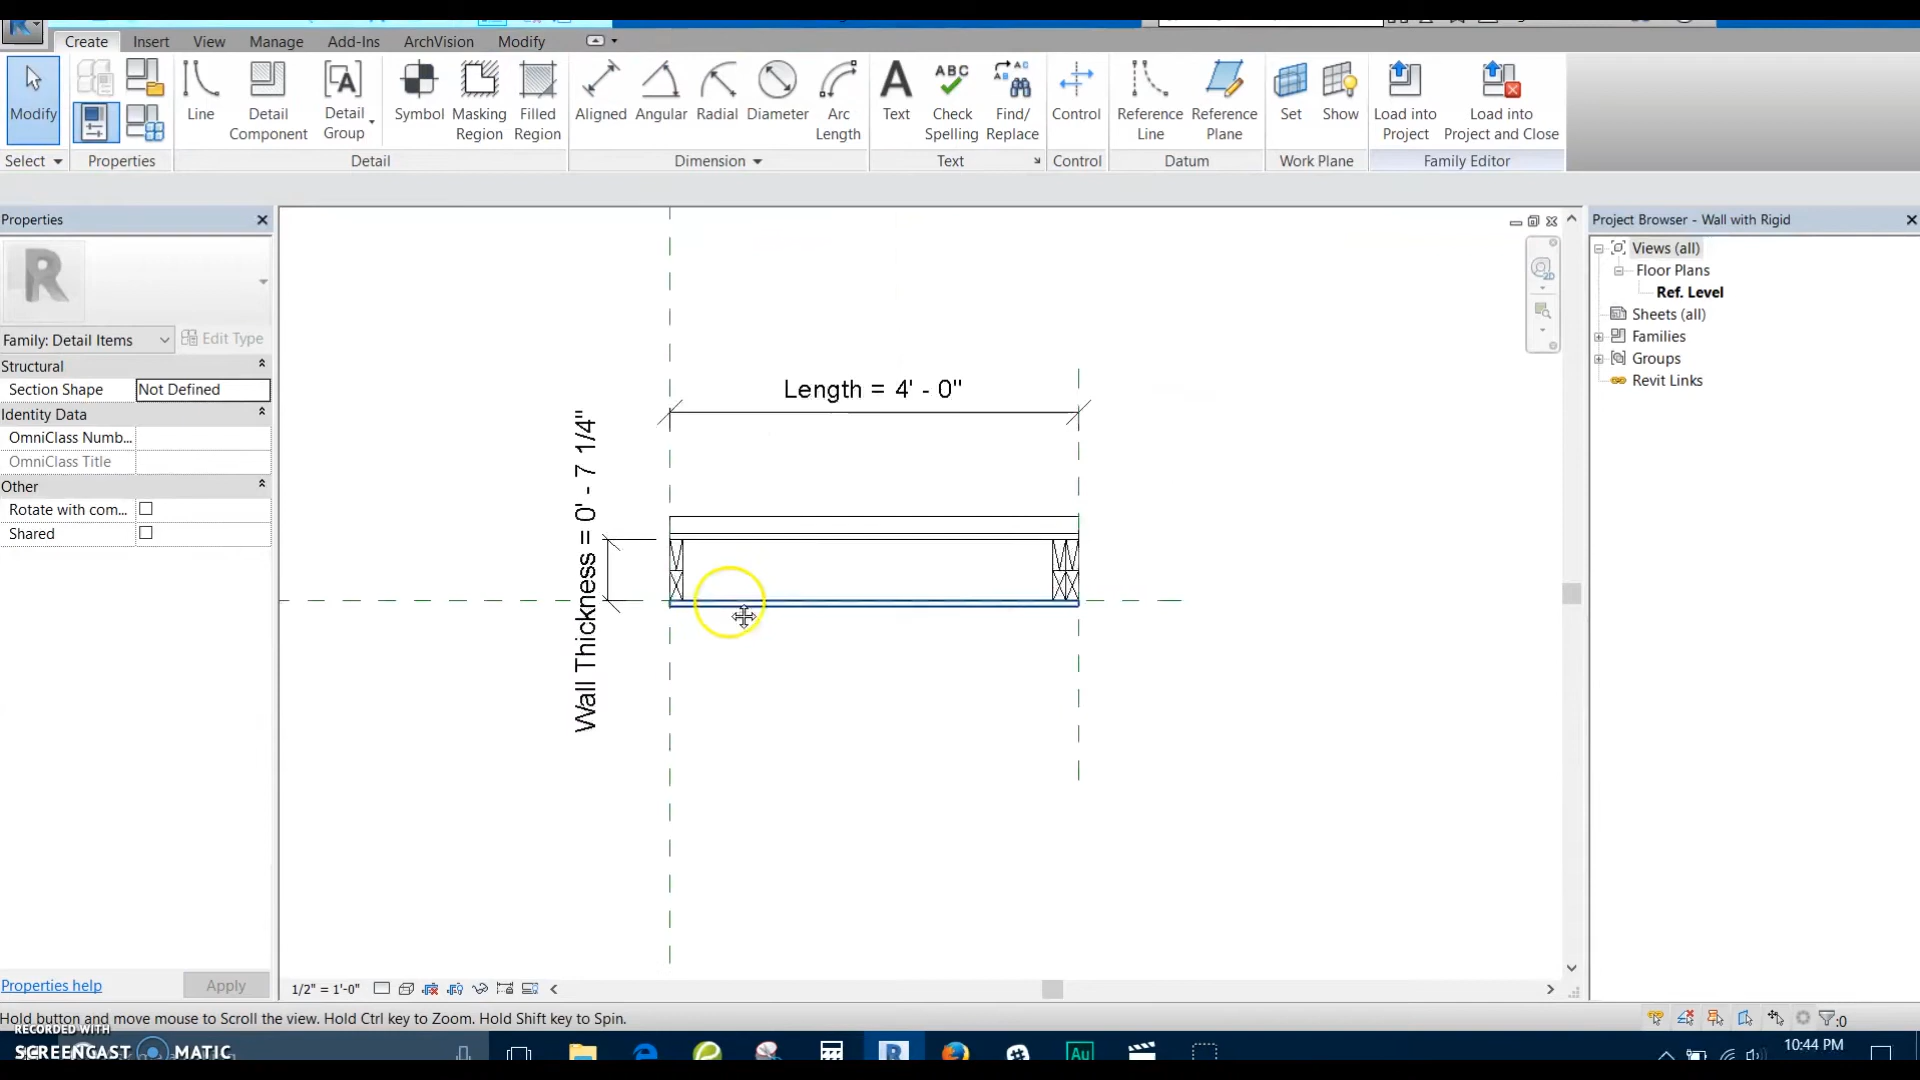 Create Insert View Manage Add-Ins ArchVision Modify
Modify
Line
Detail Component
Detail Group
Symbol
Masking Region
Filled Region
Aligned
Angular
Radial
Diameter
Arc Length
Text
ABC
Check Spelling
Find/ Replace
Control
Reference Line
Reference Plane
Set
Show
Load into Project
Load into Project and Close
Select
Properties
Detail
Dimension
Text
Control
Datum
Work Plane
Family Editor
Properties
Family: Detail Items
Edit Type
Structural
Section Shape Not Defined
Identity Data
OmniClass Numb...
OmniClass Title
Other
Rotate with com...
Shared
Properties help
Apply
Length = 4' - 0"
Wall Thickness = 0' - 7 1/4"
2D
Project Browser - Wall with Rigid
Views (all)
Floor Plans
Ref. Level
Sheets (all)
Families
Groups
Revit Links
1/2" = 1'-0"
Hold button and move mouse to Scroll the view. Hold Ctrl key to Zoom. Hold Shift key to Spin.
:0
RECORDED WITH
SCREENCAST MATIC
Au
10:44 PM